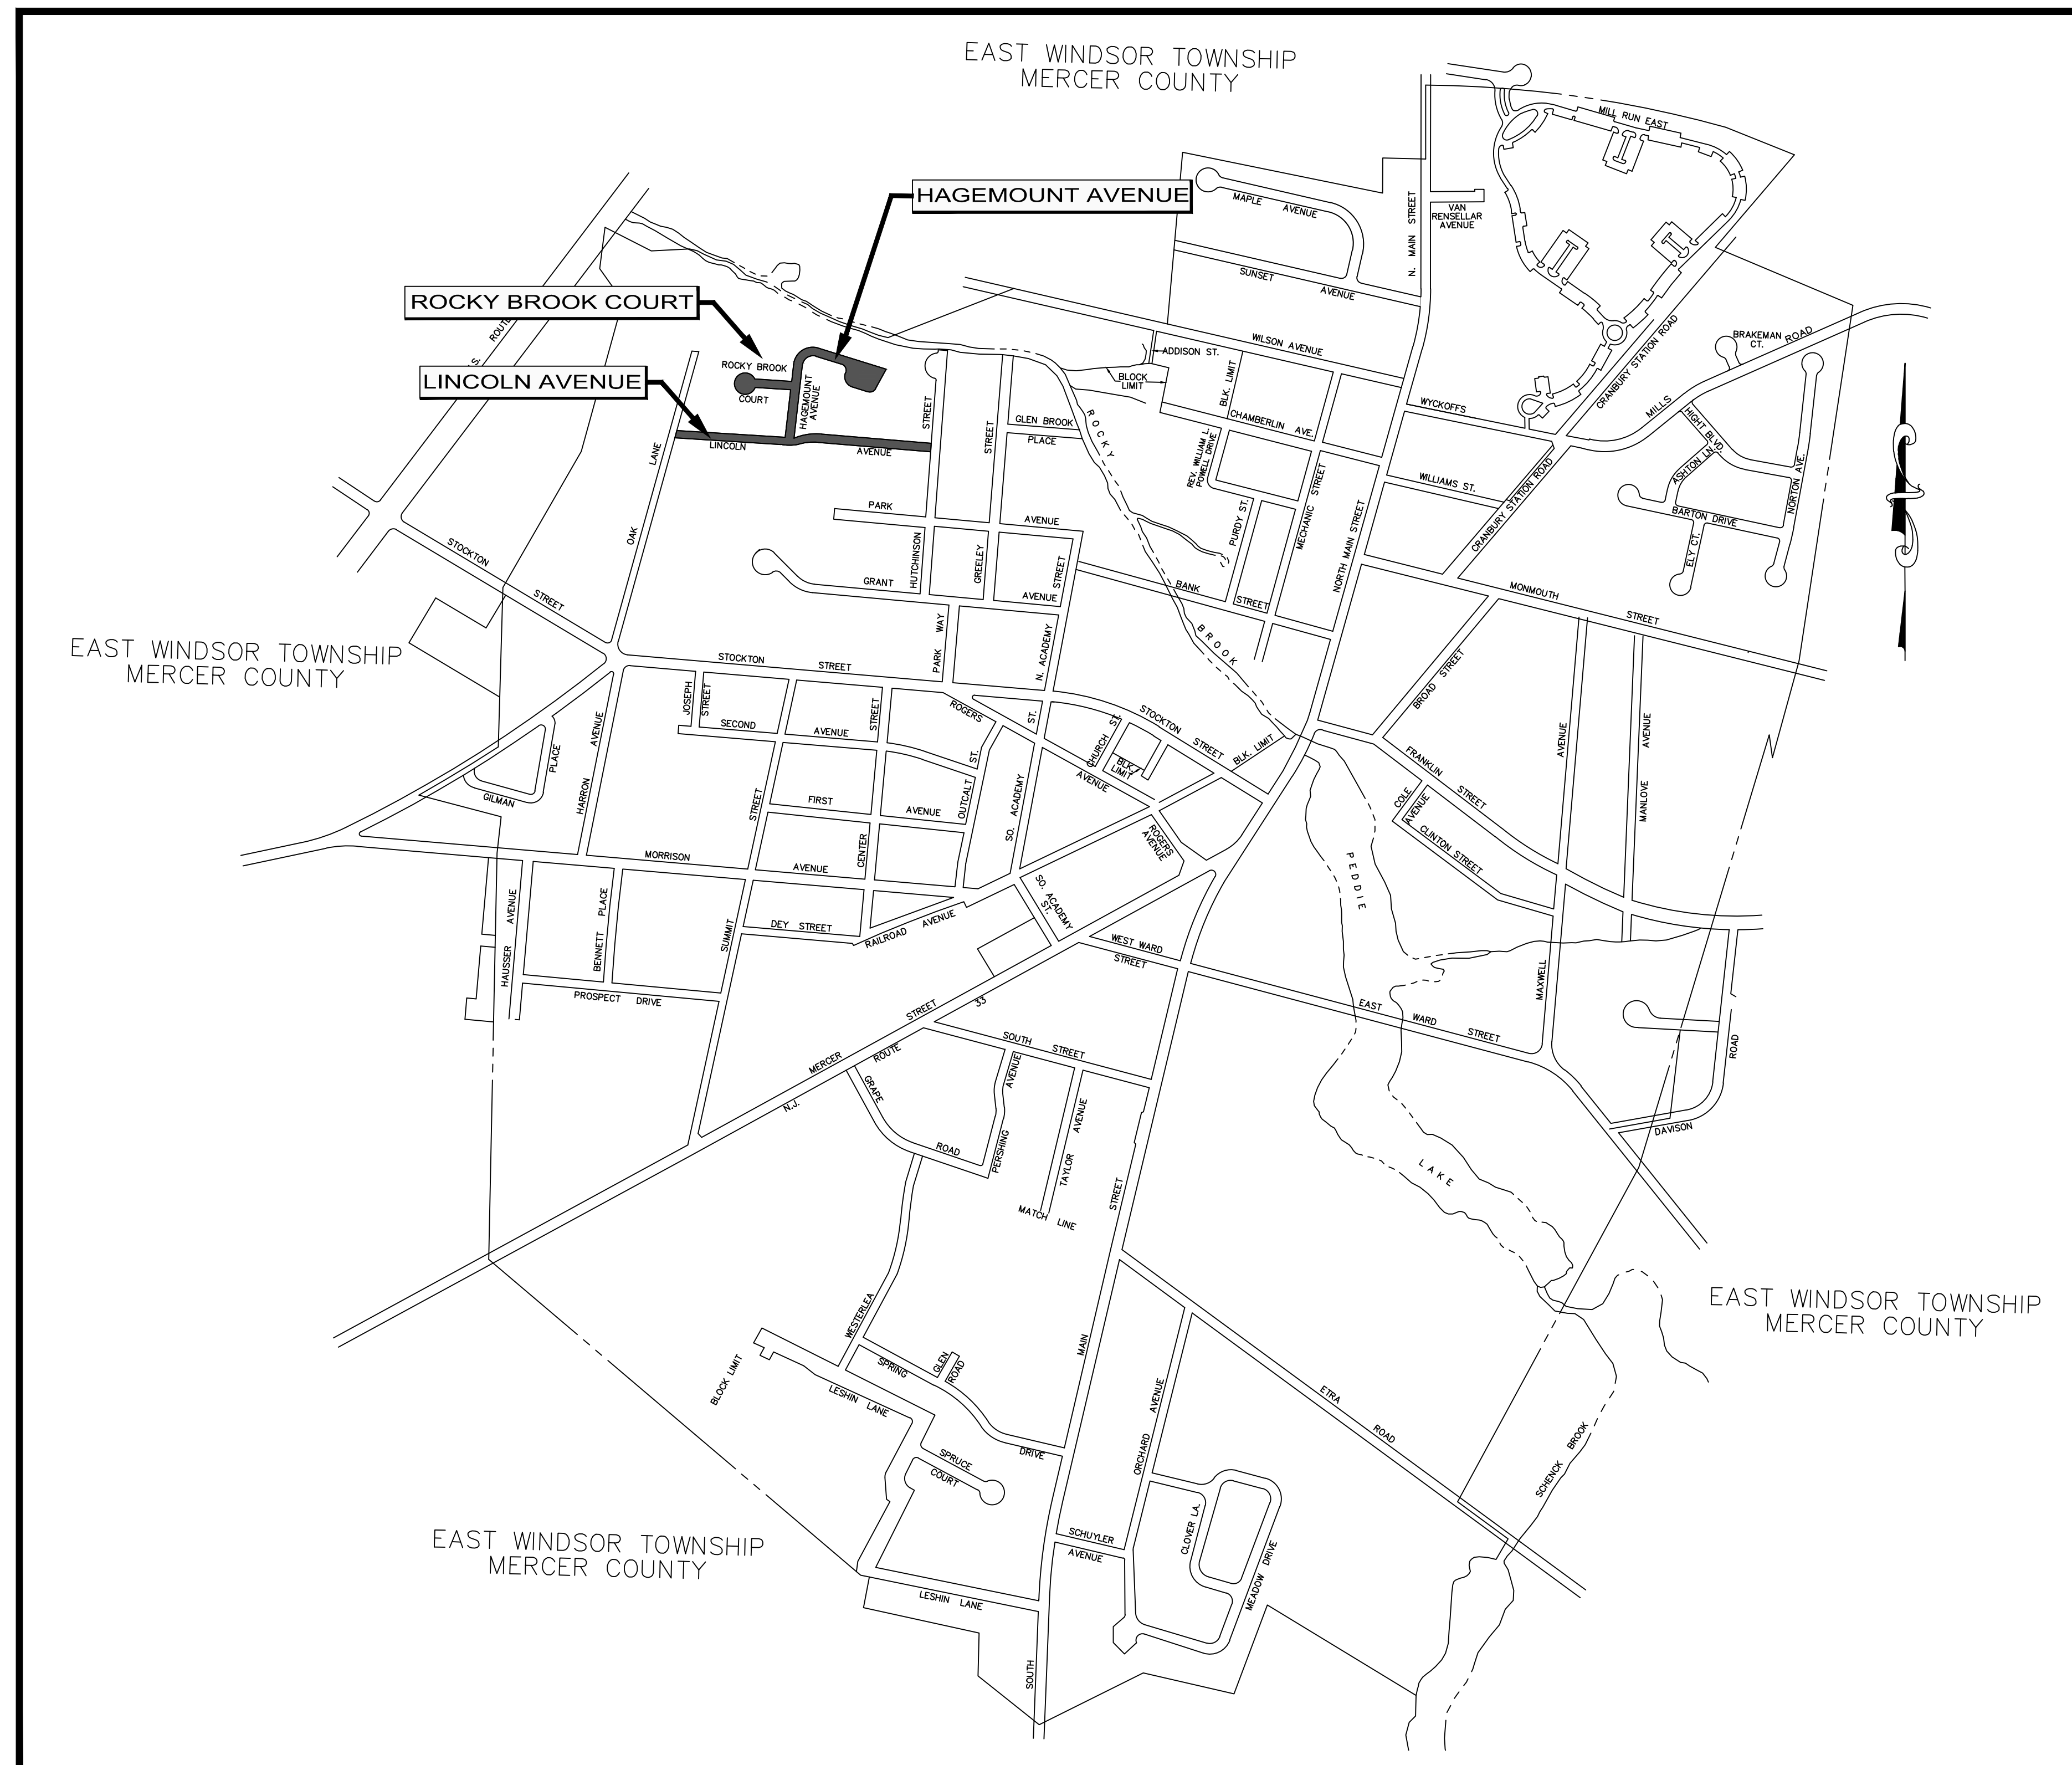 EAST WINDSOR TOWNSHIP
MERCER COUNTY
MILL RUN EAST
HAGEMOUNT AVENUE
MAPLE AVENUE
N. MAIN STREET
VAN
RENSELLAR
AVENUE
SUNSET AVENUE
ROCKY BROOK COURT
S. ROUTE
WILSON AVENUE
ADDISON ST.
BLOCK
LIMIT
BLK. LIMIT
CRANBURY STATION ROAD
BRAKEMAN
CT.
MILLS ROAD
ROCKY BROOK
COURT
HAGEMOUNT
AVENUE
LINCOLN AVENUE
LINCOLN AVENUE
OAK LANE
HUTCHINSON STREET
GREELEY STREET
GLEN BROOK
PLACE
ROCKY BROOK
CHAMBERLIN AVE.
REV. WILLIAM L.
POWELL DRIVE
WYCKOFFS
HIGHT BLVD
ASHTON LN.
NORTON AVE.
BARTON DRIVE
ELY CT.
WILLIAMS ST.
CRANBURY STATION ROAD
PURDY ST.
MECHANIC STREET
NORTH MAIN STREET
PARK AVENUE
GRANT AVENUE
STOCKTON STREET
BANK STREET
MONMOUTH STREET
EAST WINDSOR TOWNSHIP
MERCER COUNTY
PARK WAY
N. ACADEMY STREET
STOCKTON STREET
JOSEPH
STREET
SECOND AVENUE
ROGERS AVENUE
CHURCH ST.
BLK.
LIMIT
STOCKTON STREET
BLK. LIMIT
BROAD STREET
FRANKLIN STREET
COLE
AVENUE
CLINTON STREET
MAXWELL AVENUE
MANLOVE AVENUE
GILMAN PLACE
HARRON AVENUE
FIRST AVENUE
CENTER STREET
OUTCALT ST.
SO. ACADEMY ST.
ROGERS
AVENUE
MORRISON AVENUE
SUMMIT STREET
HAUSSER AVENUE
BENNETT PLACE
DEY STREET
RAILROAD AVENUE
SO. ACADEMY
ST.
PEDDIE LAKE
WEST WARD
STREET
EAST WARD STREET
PROSPECT DRIVE
MERCER STREET
N.J. ROUTE 33
SOUTH STREET
GRAPE ROAD
PERSHING AVENUE
TAYLOR AVENUE
MATCH LINE
DAVISON ROAD
SOUTH MAIN STREET
WESTERLEA
BLOCK LIMIT
LESHIN LANE
SPRING DRIVE
GLEN
ROAD
SPRUCE
COURT
ORCHARD AVENUE
ETRA ROAD
SCHENCK BROOK
EAST WINDSOR TOWNSHIP
MERCER COUNTY
EAST WINDSOR TOWNSHIP
MERCER COUNTY
SCHUYLER
AVENUE
CLOVER LA.
MEADOW DRIVE
LESHIN LANE